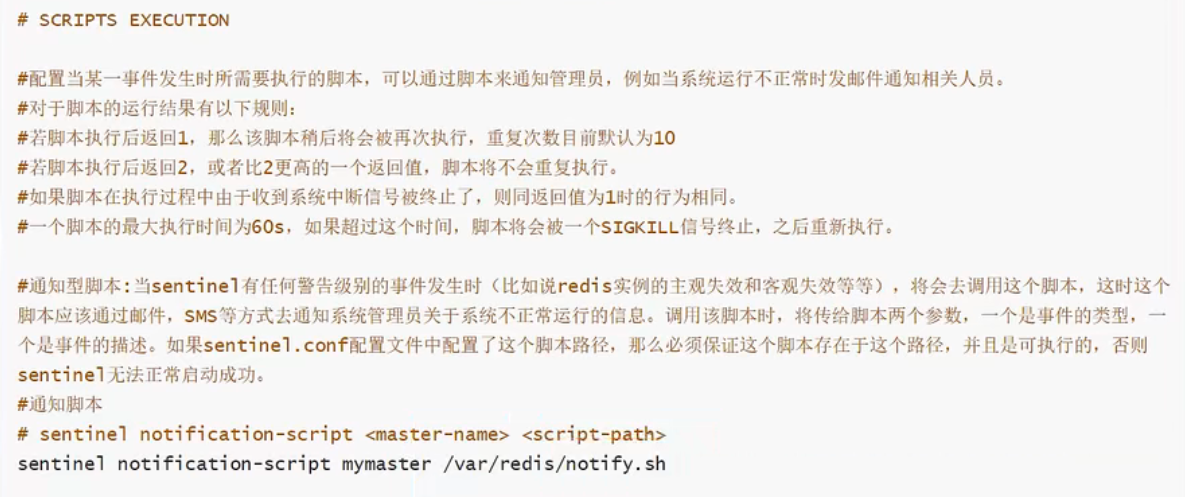 # SCRIPTS EXECUTION
#配置当某一事件发生时所需要执行的脚本，可以通过脚本来通知管理员，例如当系统运行不正常时发邮件通知相关人员。
#对于脚本的运行结果有以下规则：
#若脚本执行后返回1，那么该脚本稍后将会被再次执行，重复次数目前默认为10
#若脚本执行后返回2，或者比2更高的一个返回值，脚本将不会重复执行。
#如果脚本在执行过程中由于收到系统中断信号被终止了，则同返回值为1时的行为相同。
#一个脚本的最大执行时间为60s，如果超过这个时间，脚本将会被一个SIGKILL信号终止，之后重新执行。
#通知型脚本:当sentinel有任何警告级别的事件发生时（比如说redis实例的主观失效和客观失效等等），将会去调用这个脚本，这时这个
脚本应该通过邮件，SMS等方式去通知系统管理员关于系统不正常运行的信息。调用该脚本时，将传给脚本两个参数，一个是事件的类型，一
个是事件的描述。如果sentinel.conf配置文件中配置了这个脚本路径，那么必须保证这个脚本存在于这个路径，并且是可执行的，否则
sentinel无法正常启动成功。
#通知脚本
# sentinel notification-script <master-name> <script-path>
sentinel notification-script mymaster /var/redis/notify.sh